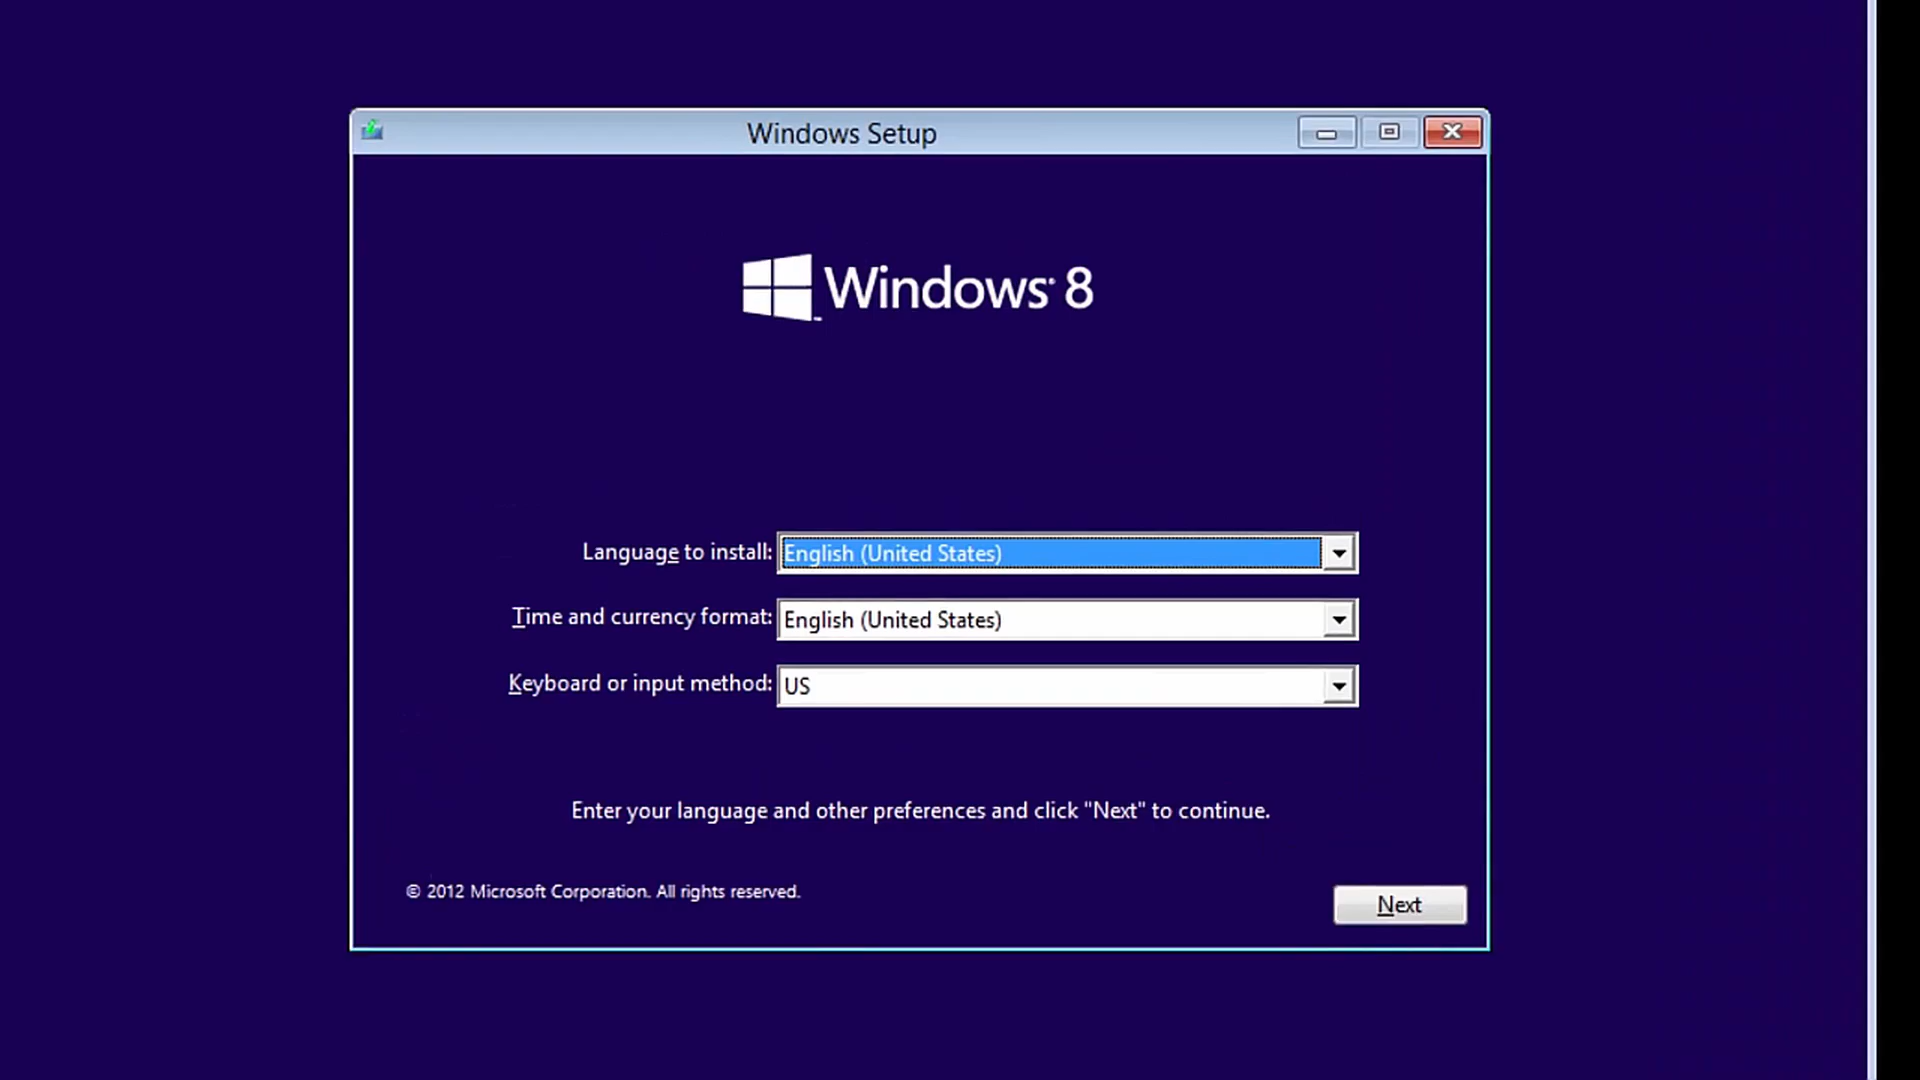 Windows Setup
Windows® 8
Language to install: English (United States)
Time and currency format: English (United States)
Keyboard or input method: US
Enter your language and other preferences and click "Next" to continue.
© 2012 Microsoft Corporation. All rights reserved.
Next